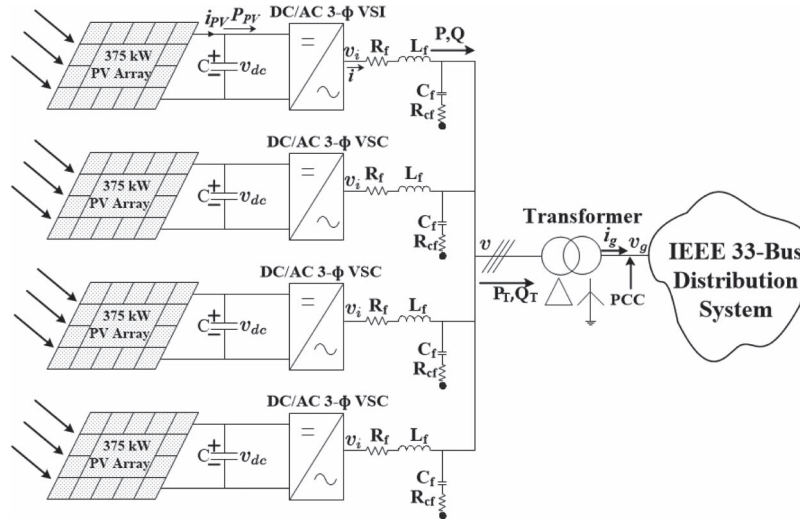 DC/AC 3-ϕ VSI
i_PV P_PV
375 kW
PV Array
C + − v_dc
= ∼
v_i
i
R_f L_f
P,Q
C_f
R_cf
DC/AC 3-ϕ VSC
375 kW
PV Array
C + − v_dc
= ∼
v_i R_f L_f
C_f
R_cf
DC/AC 3-ϕ VSC
375 kW
PV Array
C + − v_dc
= ∼
v_i R_f L_f
C_f
R_cf
DC/AC 3-ϕ VSC
375 kW
PV Array
C + − v_dc
= ∼
v_i R_f L_f
C_f
R_cf
v
P_T,Q_T
Transformer
i_g v_g
PCC
IEEE 33-Bus
Distribution
System